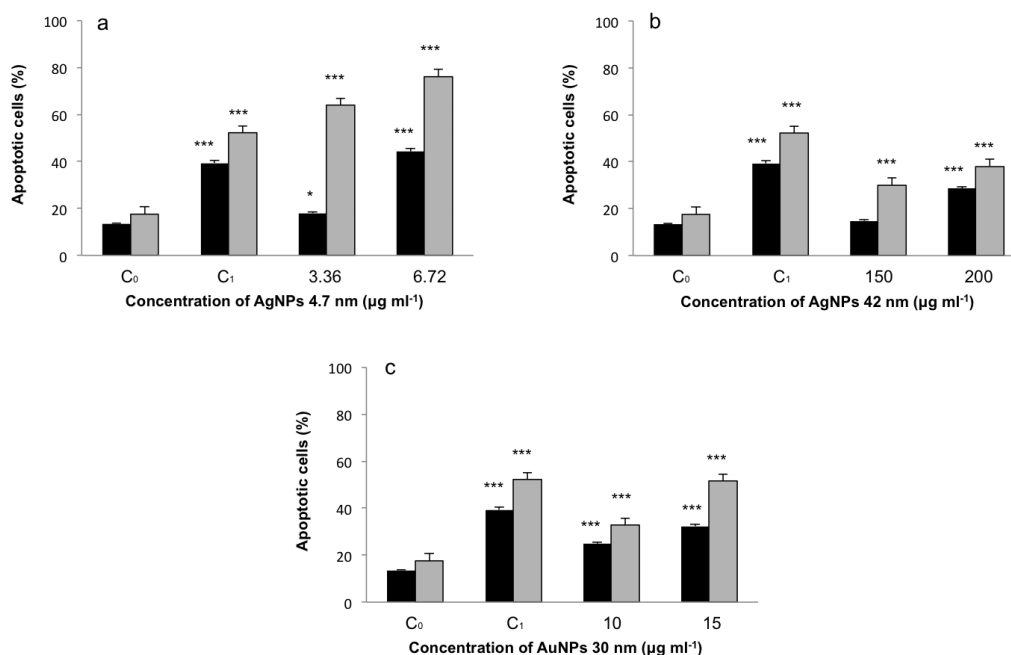 a
Apoptotic cells (%)
100
80
60
40
20
0
***
***
*
***
***
***
C₀ C₁ 3.36 6.72
Concentration of AgNPs 4.7 nm (µg ml⁻¹)
b
Apoptotic cells (%)
100
80
60
40
20
0
***
***
***
***
***
C₀ C₁ 150 200
Concentration of AgNPs 42 nm (µg ml⁻¹)
c
Apoptotic cells (%)
100
80
60
40
20
0
***
***
***
***
***
***
C₀ C₁ 10 15
Concentration of AuNPs 30 nm (µg ml⁻¹)